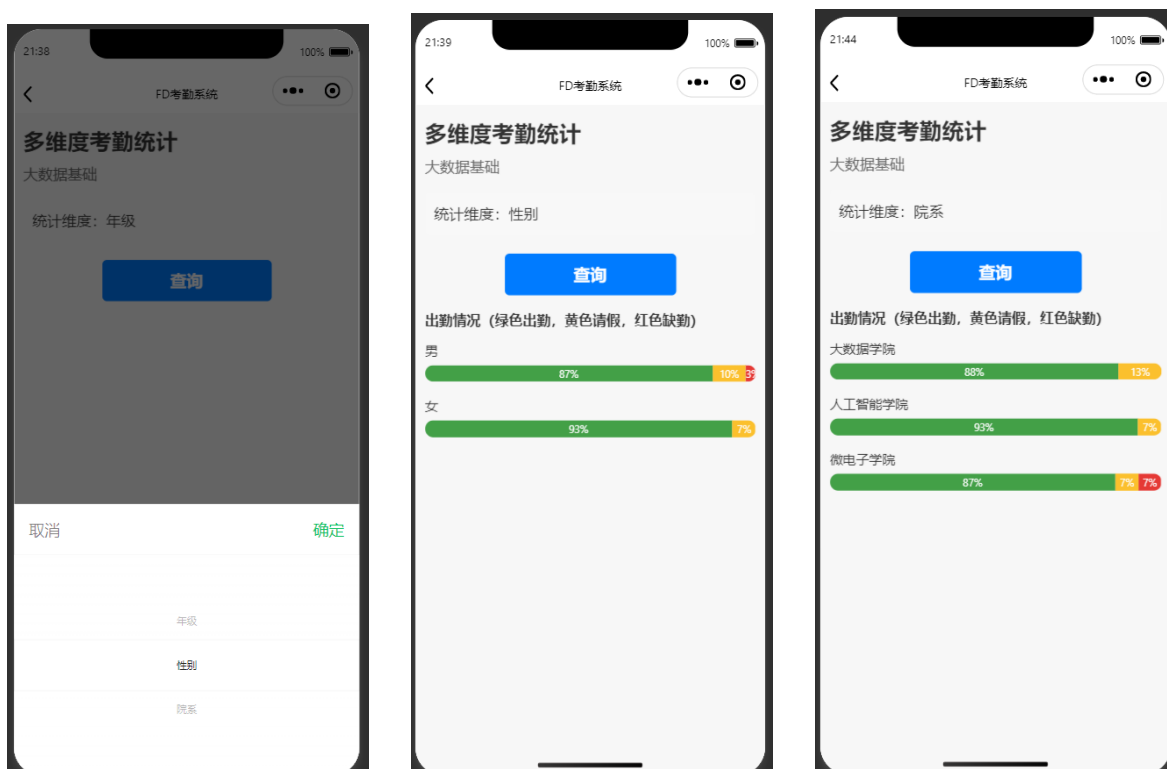 21:38
100%
FD考勤系统
多维度考勤统计
大数据基础
统计维度：年级
查询
取消
确定
年级
性别
院系
21:39
100%
FD考勤系统
多维度考勤统计
大数据基础
统计维度：性别
查询
出勤情况（绿色出勤，黄色请假，红色缺勤）
男
87% 10% 3%
女
93% 7%
21:44
100%
FD考勤系统
多维度考勤统计
大数据基础
统计维度：院系
查询
出勤情况（绿色出勤，黄色请假，红色缺勤）
大数据学院
88% 13%
人工智能学院
93% 7%
微电子学院
87% 7% 7%